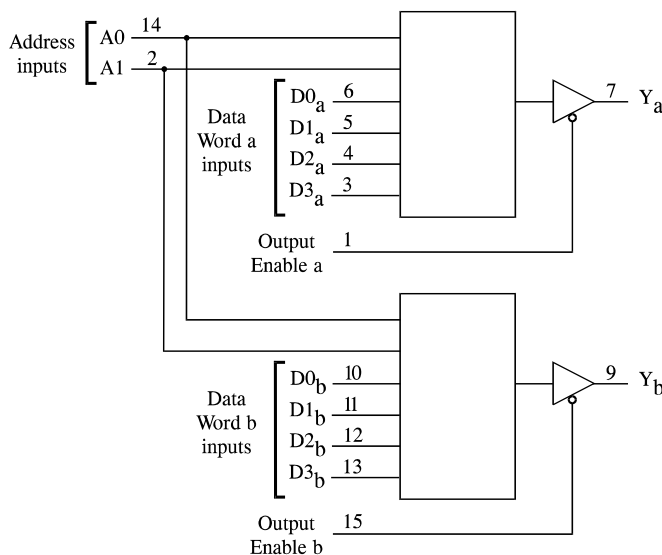 Address
inputs
A0 14
A1 2
Data
Word a
inputs
D0a 6
D1a 5
D2a 4
D3a 3
7 Ya
Output
Enable a
1
Data
Word b
inputs
D0b 10
D1b 11
D2b 12
D3b 13
9 Yb
Output
Enable b
15